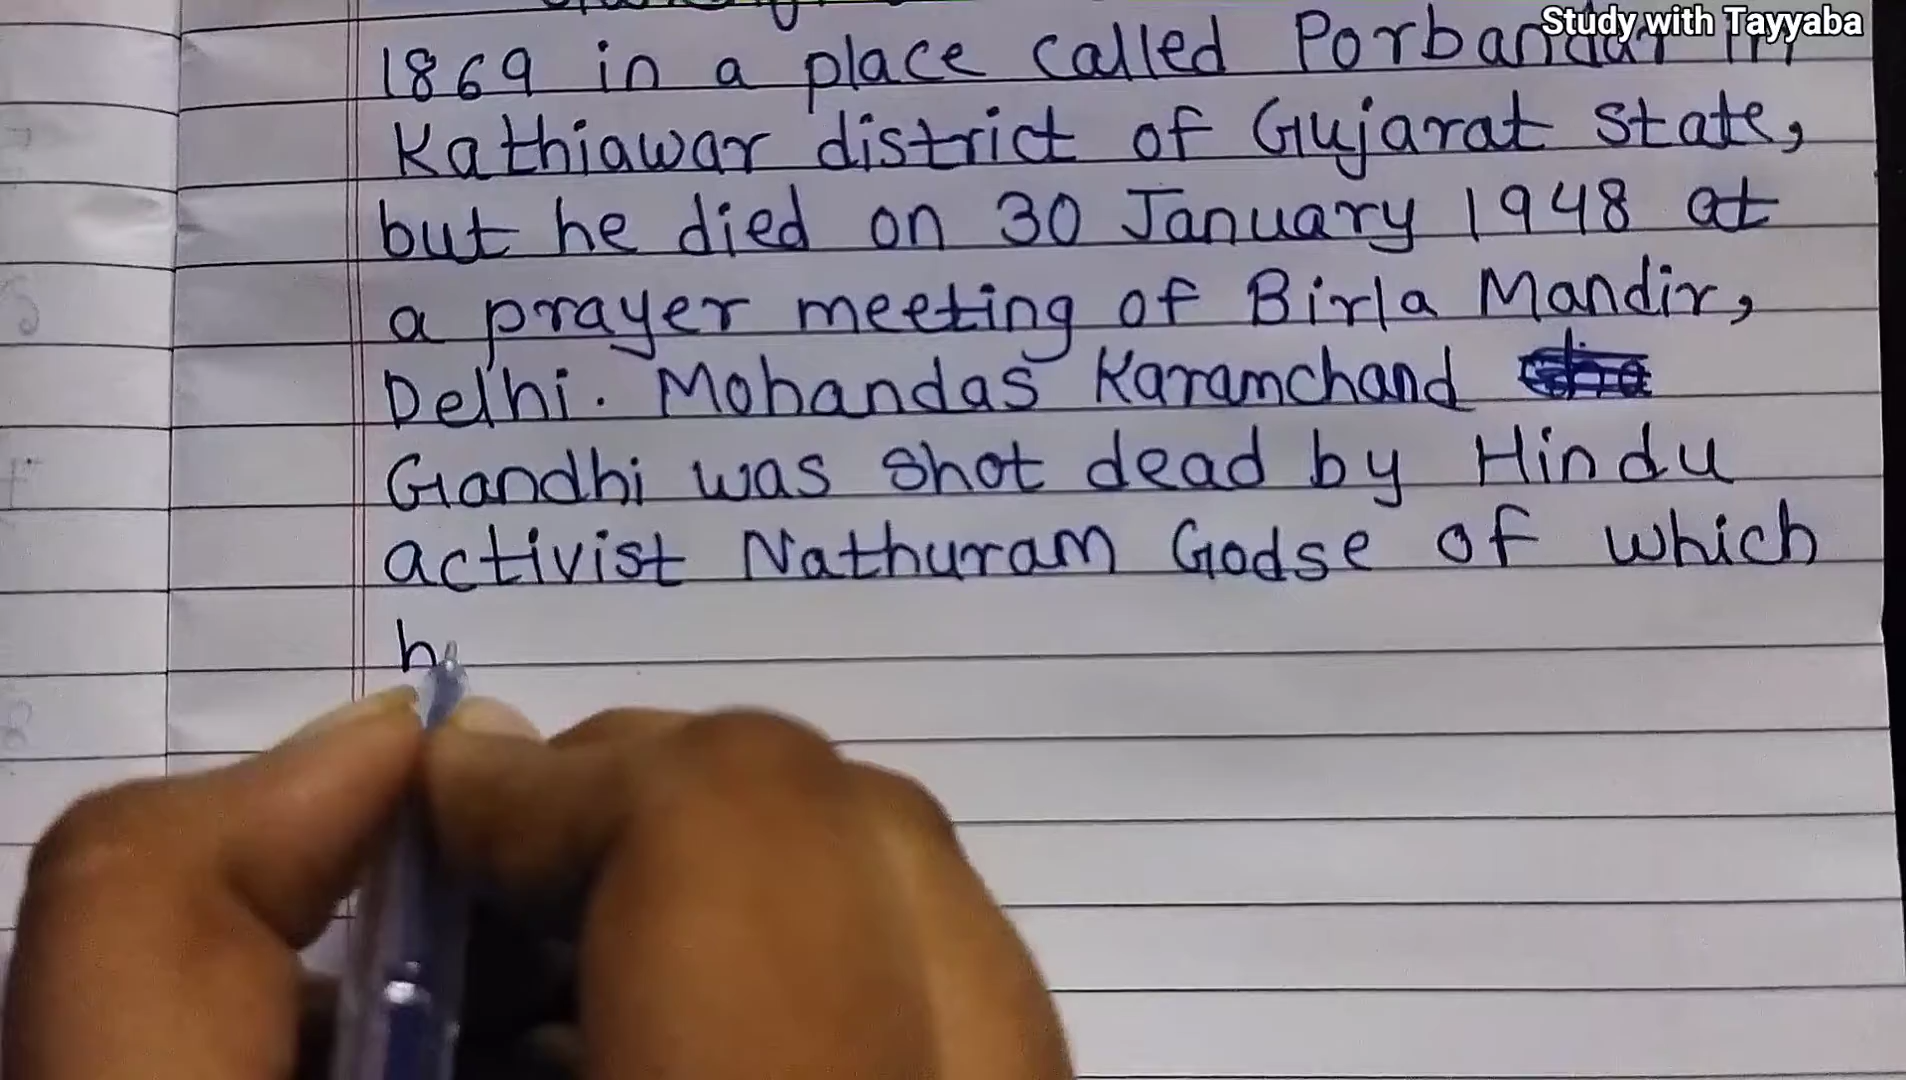 Study with Tayyaba
1869 in a place called Porbandar in
Kathiawar district of Gujarat state,
but he died on 30 January 1948 at
a prayer meeting of Birla Mandir,
Delhi. Mohandas Karamchand
Gandhi was shot dead by Hindu
activist Nathuram Godse of which
h